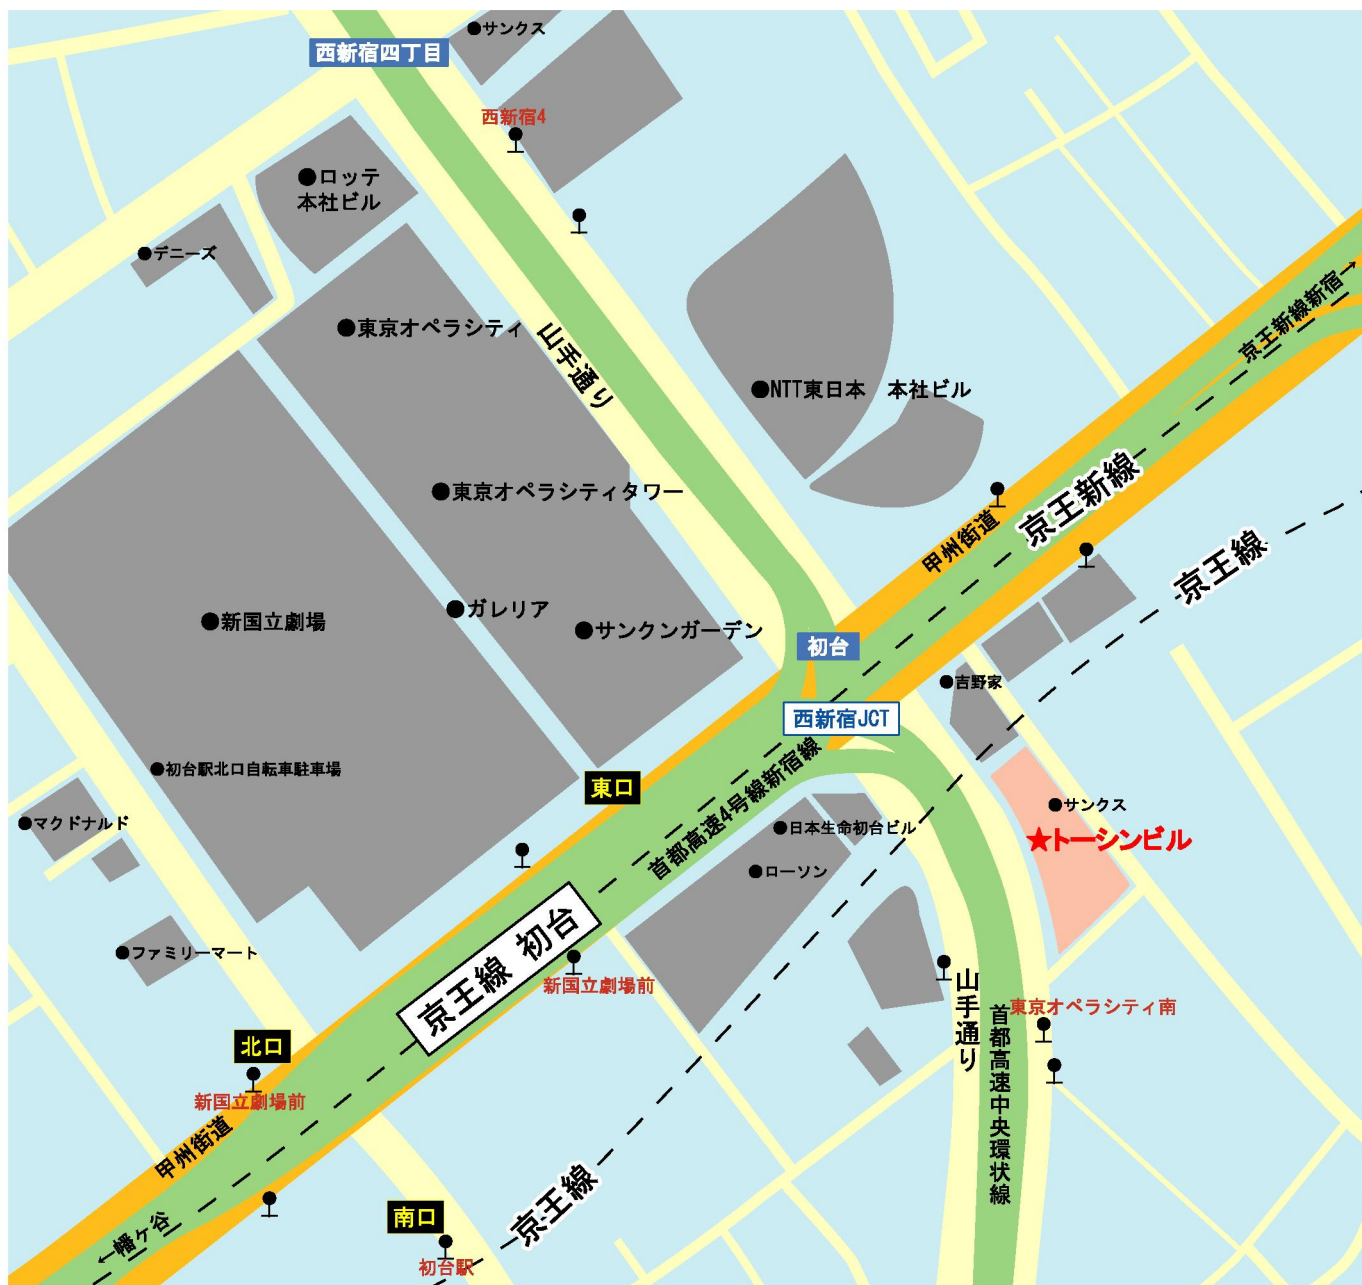 サンクス
西新宿四丁目
西新宿4
ロッテ
本社ビル
デニーズ
東京オペラシティ
山手通り
京王新線新宿→
NTT東日本 本社ビル
東京オペラシティタワー
京王新線
甲州街道
京王線
新国立劇場
ガレリア
サンクンガーデン
初台
吉野家
西新宿JCT
初台駅北口自転車駐車場
東口
首都高速4号線新宿線
マクドナルド
日本生命初台ビル
サンクス
★トーシンビル
ローソン
ファミリーマート
京王線 初台
新国立劇場前
山手通り
東京オペラシティ南
首都高速中央環状線
北口
新国立劇場前
甲州街道
京王線
南口
←幡ヶ谷
初台駅